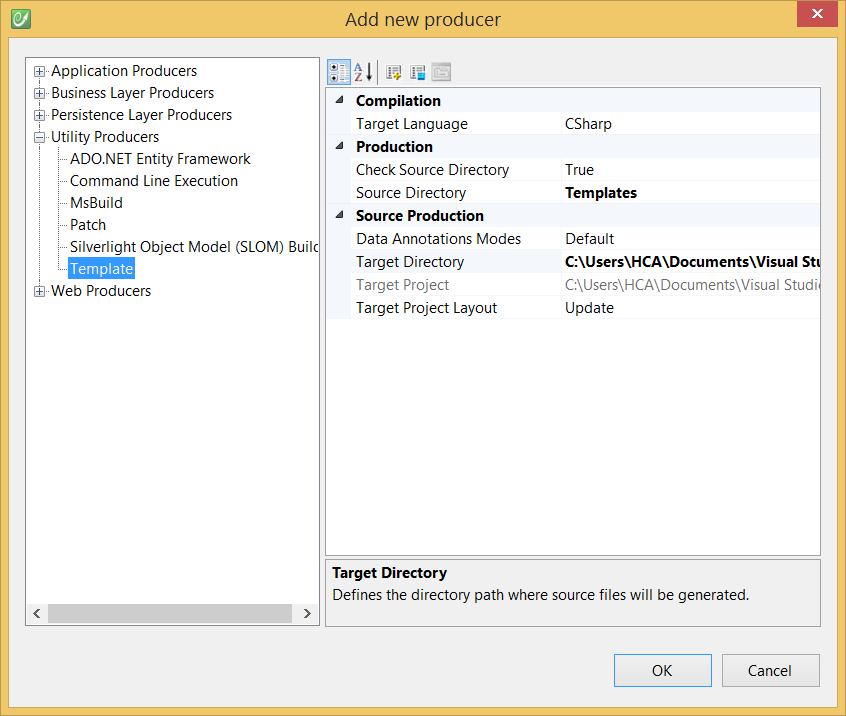 Add new producer
Application Producers
Business Layer Producers
Persistence Layer Producers
Utility Producers
ADO.NET Entity Framework
Command Line Execution
MsBuild
Patch
Silverlight Object Model (SLOM) Builc
Template
Web Producers
Compilation
Target Language CSharp
Production
Check Source Directory True
Source Directory Templates
Source Production
Data Annotations Modes Default
Target Directory C:\Users\HCA\Documents\Visual Stu
Target Project C:\Users\HCA\Documents\Visual Studio
Target Project Layout Update
Target Directory
Defines the directory path where source files will be generated.
OK Cancel